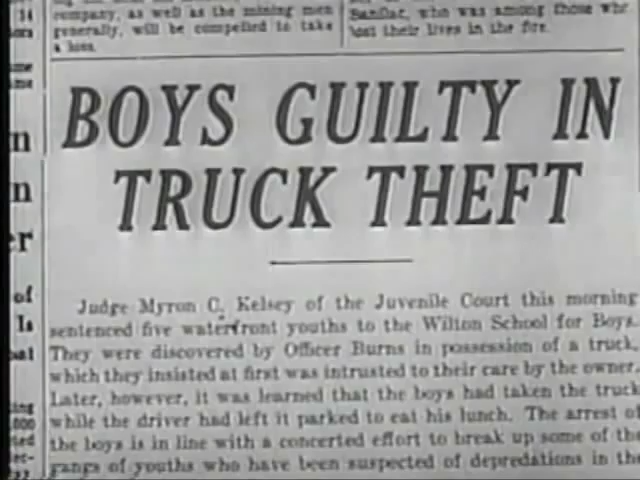 company, as well as the mining men
generally, will be compelled to take
a loss.
who was among those who
lost their lives in the fire.
BOYS GUILTY IN
TRUCK THEFT
Judge Myron C. Kelsey of the Juvenile Court this morning
sentenced five waterfront youths to the Wilton School for Boys.
They were discovered by Officer Burns in possession of a truck,
which they insisted at first was intrusted to their care by the owner.
Later, however, it was learned that the boys had taken the truck
while the driver had left it parked to eat his lunch. The arrest of
the boys is in line with a concerted effort to break up some of the
gangs of youths who have been suspected of depredations in the